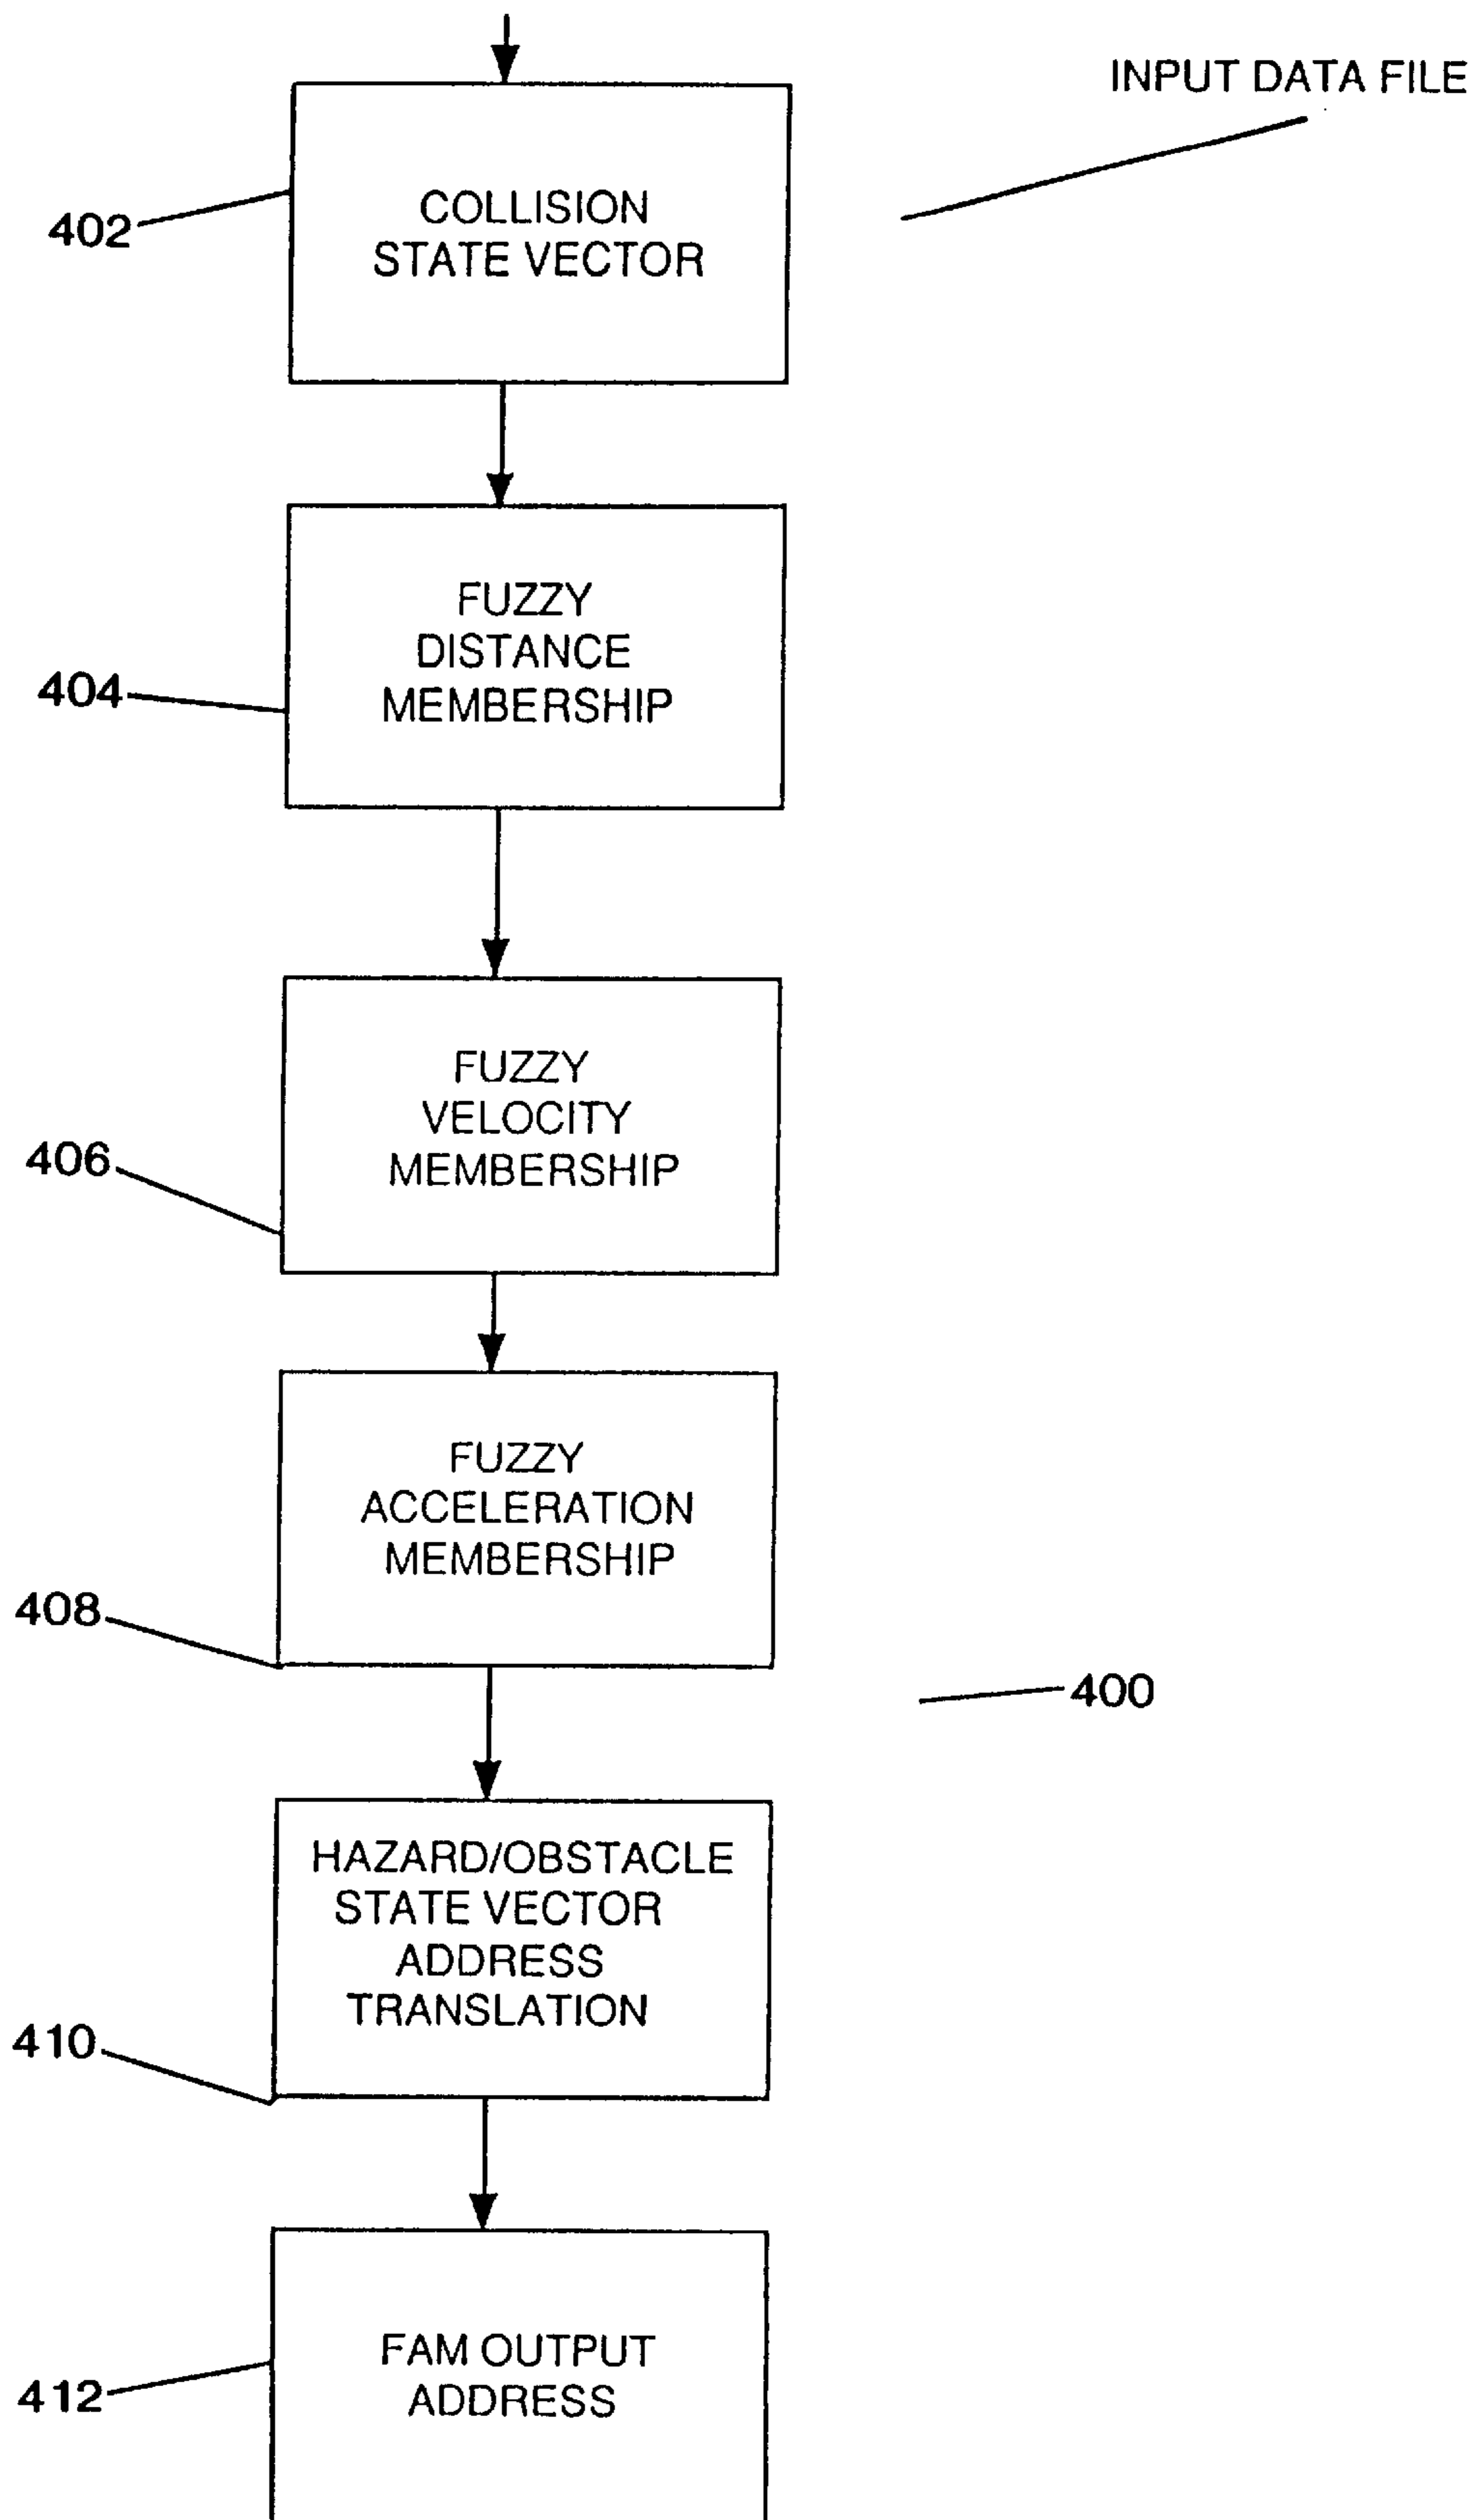 INPUT DATA FILE
402
COLLISION
STATE VECTOR
404
FUZZY
DISTANCE
MEMBERSHIP
406
FUZZY
VELOCITY
MEMBERSHIP
408
FUZZY
ACCELERATION
MEMBERSHIP
400
410
HAZARD/OBSTACLE
STATE VECTOR
ADDRESS
TRANSLATION
412
FAM OUTPUT
ADDRESS